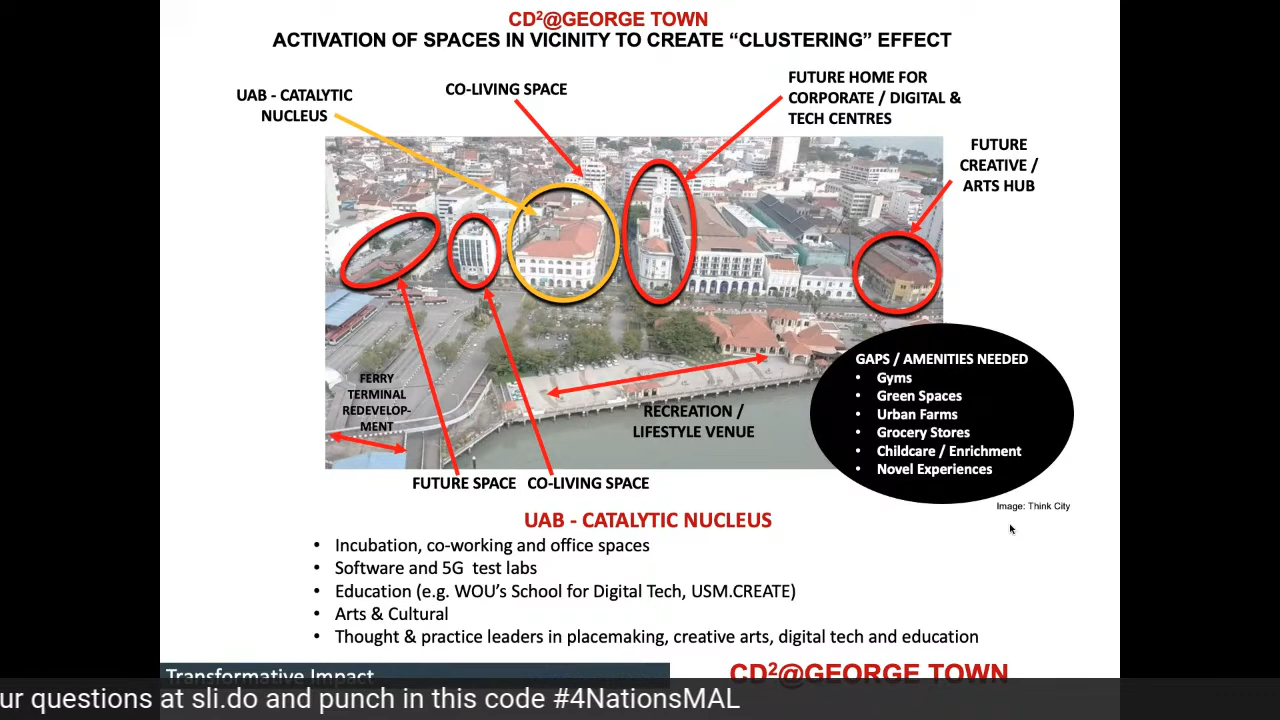 CD²@GEORGE TOWN
ACTIVATION OF SPACES IN VICINITY TO CREATE “CLUSTERING” EFFECT
UAB - CATALYTIC
NUCLEUS
CO-LIVING SPACE
FUTURE HOME FOR
CORPORATE / DIGITAL &
TECH CENTRES
FUTURE
CREATIVE /
ARTS HUB
FERRY
TERMINAL
REDEVELOP-
MENT
RECREATION /
LIFESTYLE VENUE
GAPS / AMENITIES NEEDED
• Gyms
• Green Spaces
• Urban Farms
• Grocery Stores
• Childcare / Enrichment
• Novel Experiences
FUTURE SPACE
CO-LIVING SPACE
Image: Think City
UAB - CATALYTIC NUCLEUS
• Incubation, co-working and office spaces
• Software and 5G test labs
• Education (e.g. WOU’s School for Digital Tech, USM.CREATE)
• Arts & Cultural
• Thought & practice leaders in placemaking, creative arts, digital tech and education
Transformative Impact
CD²@GEORGE TOWN
ur questions at sli.do and punch in this code #4NationsMAL